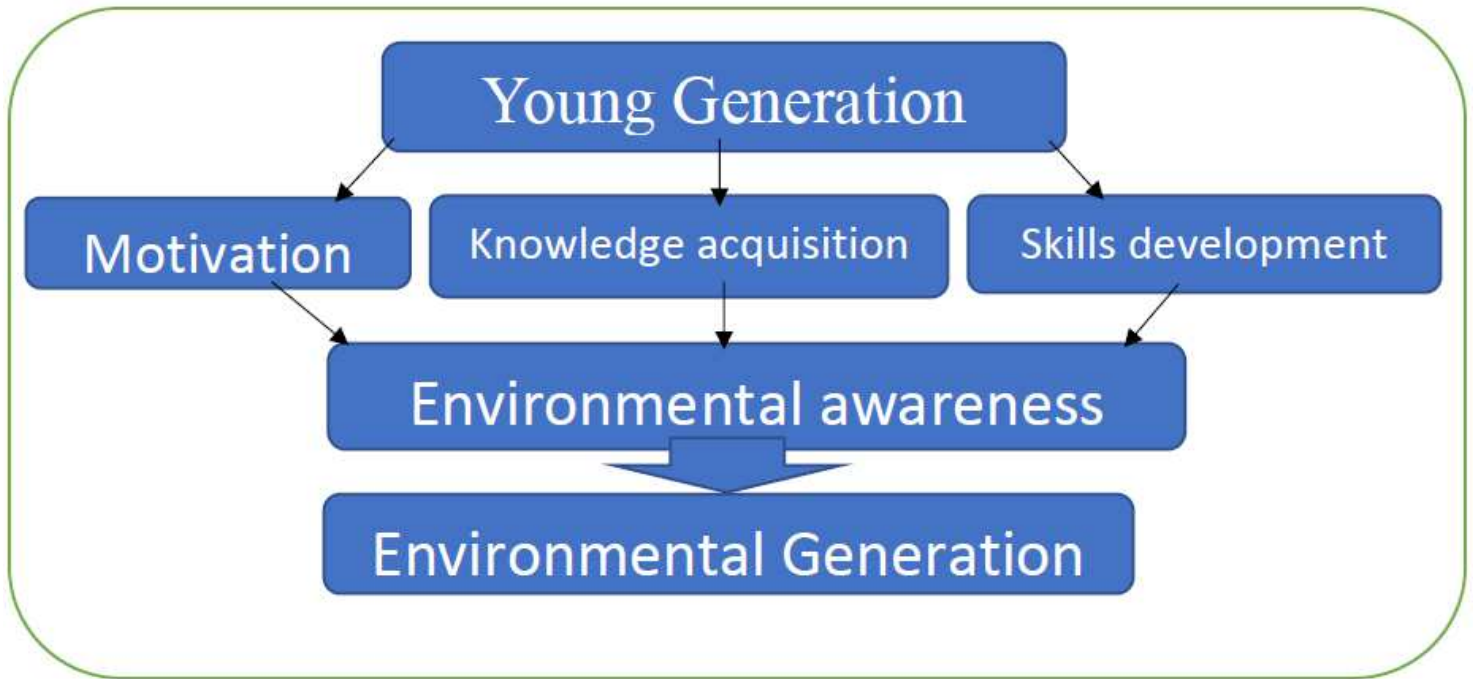 Young Generation
Motivation
Knowledge acquisition
Skills development
Environmental awareness
Environmental Generation